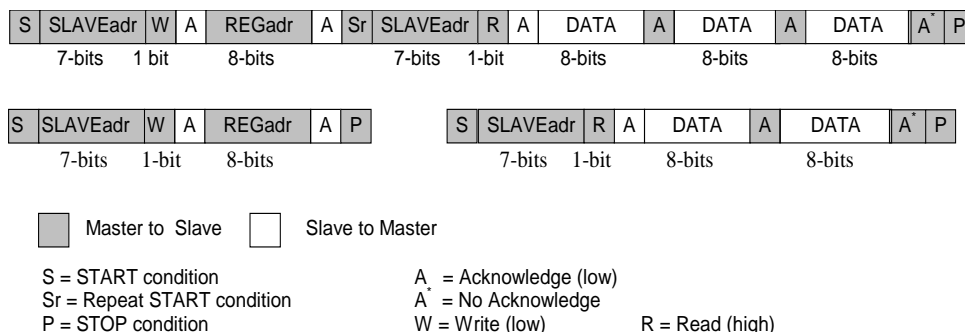 S SLAVEadr W A REGadr A Sr SLAVEadr R A DATA A DATA A DATA A* P
7-bits 1 bit 8-bits 7-bits 1-bit 8-bits 8-bits 8-bits
S SLAVEadr W A REGadr A P S SLAVEadr R A DATA A DATA A* P
7-bits 1-bit 8-bits 7-bits 1-bit 8-bits 8-bits
Master to Slave Slave to Master
S = START condition A = Acknowledge (low)
Sr = Repeat START condition A* = No Acknowledge
P = STOP condition W = Write (low) R = Read (high)